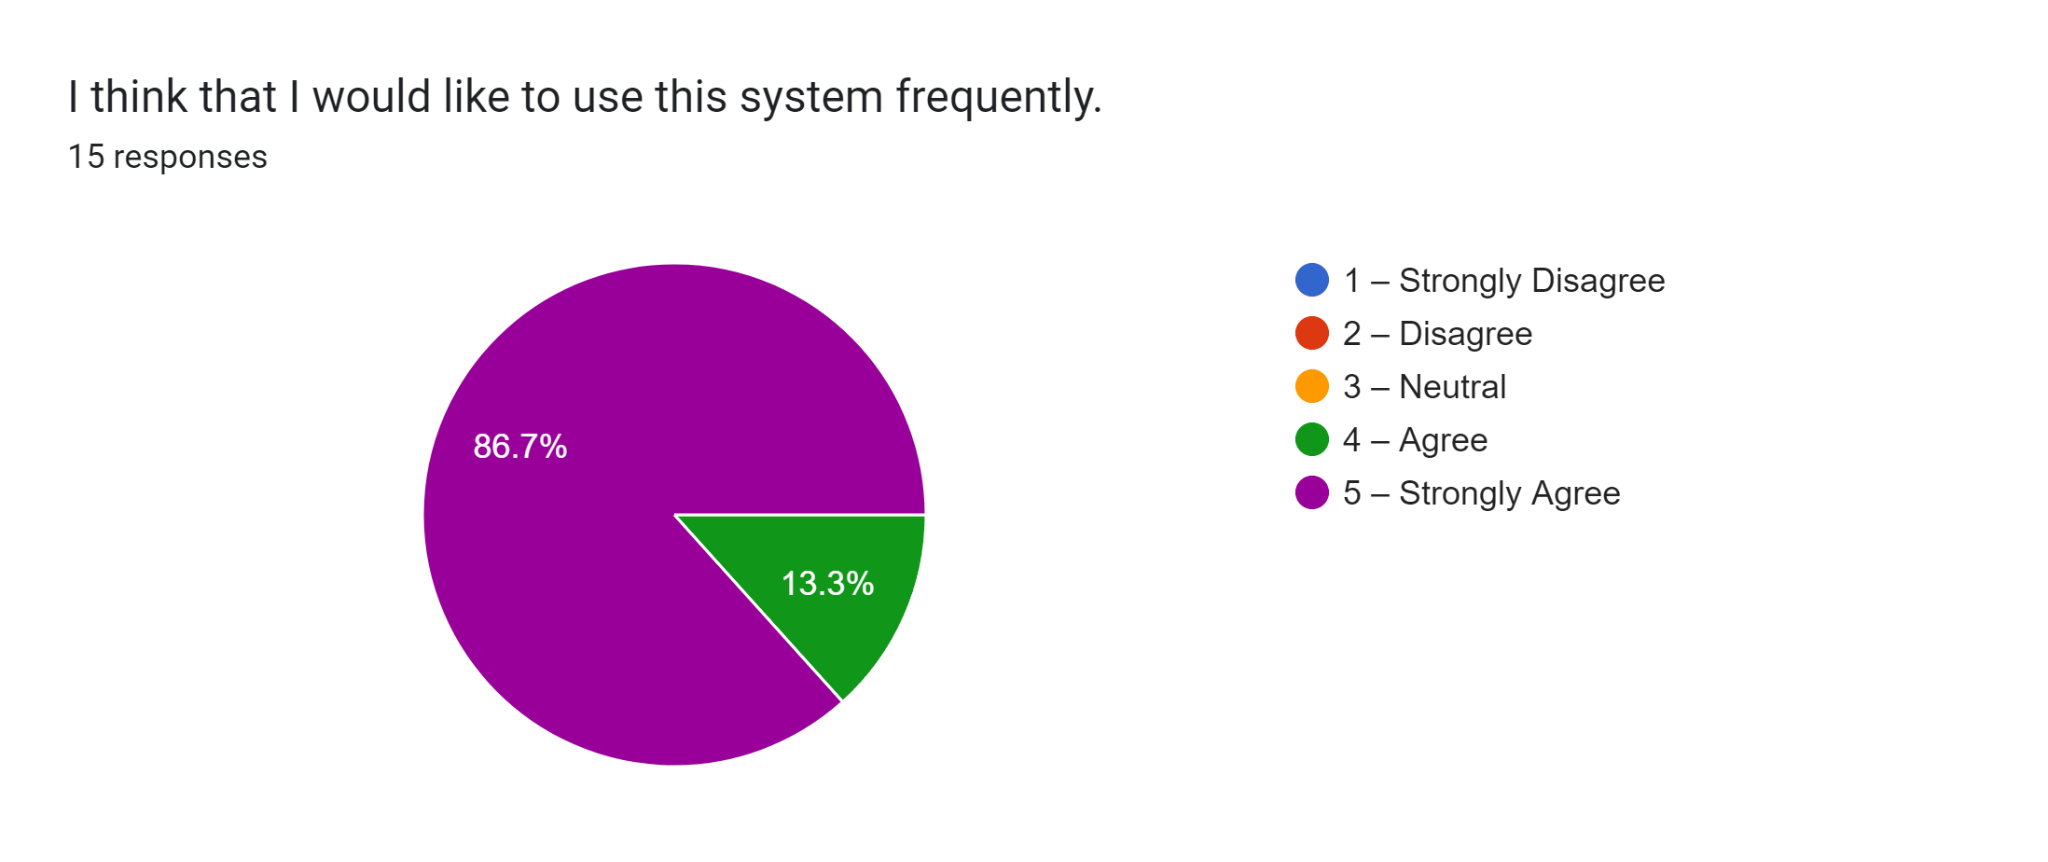 I think that I would like to use this system frequently.
15 responses
86.7%
13.3%
1 – Strongly Disagree
2 – Disagree
3 – Neutral
4 – Agree
5 – Strongly Agree